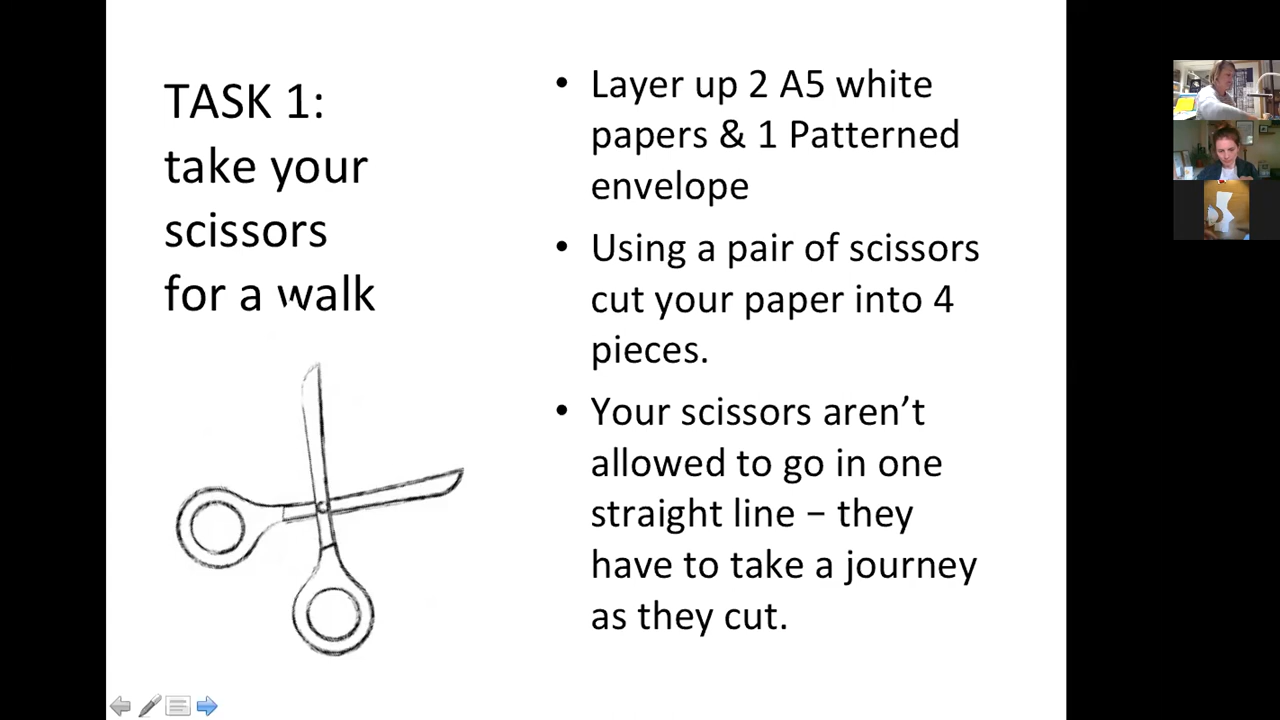 TASK 1:
take your
scissors
for a walk
• Layer up 2 A5 white
papers & 1 Patterned
envelope
• Using a pair of scissors
cut your paper into 4
pieces.
• Your scissors aren’t
allowed to go in one
straight line – they
have to take a journey
as they cut.